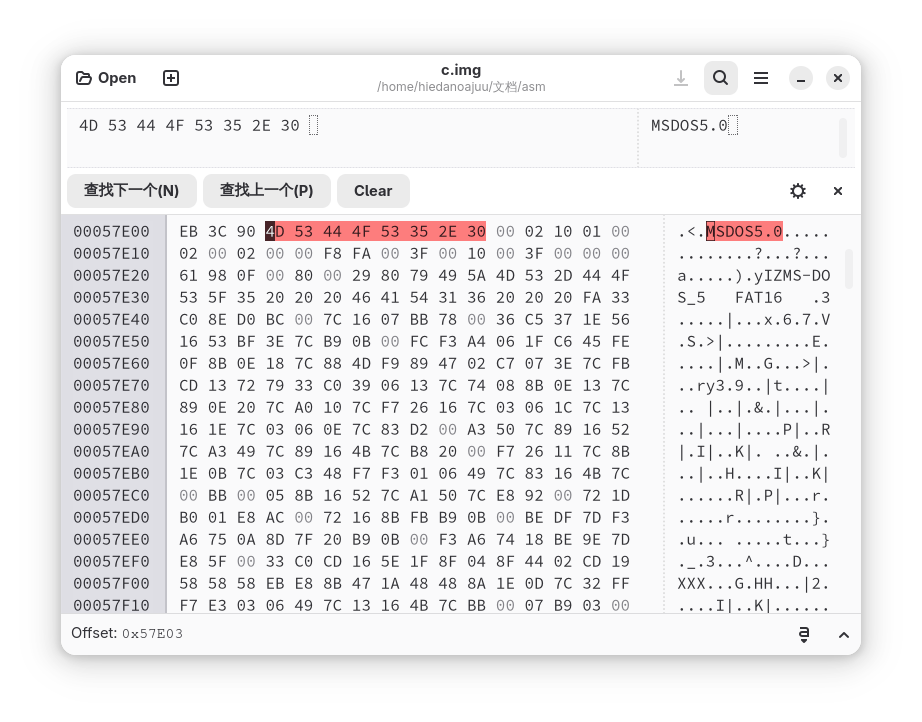 Open
c.img
/home/hiedanoajuu/文档/asm
4D 53 44 4F 53 35 2E 30
MSDOS5.0
查找下一个(N)
查找上一个(P)
Clear
00057E00 EB 3C 90 4D 53 44 4F 53 35 2E 30 00 02 10 01 00 .<.MSDOS5.0.....
00057E10 02 00 02 00 00 F8 FA 00 3F 00 10 00 3F 00 00 00 ........?...?...
00057E20 61 98 0F 00 80 00 29 80 79 49 5A 4D 53 2D 44 4F a.....).yIZMS-DO
00057E30 53 5F 35 20 20 20 46 41 54 31 36 20 20 20 FA 33 S_5   FAT16   .3
00057E40 C0 8E D0 BC 00 7C 16 07 BB 78 00 36 C5 37 1E 56 .....|...x.6.7.V
00057E50 16 53 BF 3E 7C B9 0B 00 FC F3 A4 06 1F C6 45 FE .S.>|.........E.
00057E60 0F 8B 0E 18 7C 88 4D F9 89 47 02 C7 07 3E 7C FB ....|.M..G...>|.
00057E70 CD 13 72 79 33 C0 39 06 13 7C 74 08 8B 0E 13 7C ..ry3.9..|t....|
00057E80 89 0E 20 7C A0 10 7C F7 26 16 7C 03 06 1C 7C 13 .. |..|.&.|...|.
00057E90 16 1E 7C 03 06 0E 7C 83 D2 00 A3 50 7C 89 16 52 ..|...|....P|..R
00057EA0 7C A3 49 7C 89 16 4B 7C B8 20 00 F7 26 11 7C 8B |.I|..K|. ..&.|.
00057EB0 1E 0B 7C 03 C3 48 F7 F3 01 06 49 7C 83 16 4B 7C ..|..H....I|..K|
00057EC0 00 BB 00 05 8B 16 52 7C A1 50 7C E8 92 00 72 1D ......R|.P|...r.
00057ED0 B0 01 E8 AC 00 72 16 8B FB B9 0B 00 BE DF 7D F3 .....r........}.
00057EE0 A6 75 0A 8D 7F 20 B9 0B 00 F3 A6 74 18 BE 9E 7D .u... .....t...}
00057EF0 E8 5F 00 33 C0 CD 16 5E 1F 8F 04 8F 44 02 CD 19 ._.3...^....D...
00057F00 58 58 58 EB E8 8B 47 1A 48 48 8A 1E 0D 7C 32 FF XXX...G.HH...|2.
00057F10 F7 E3 03 06 49 7C 13 16 4B 7C BB 00 07 B9 03 00 ....I|..K|......
Offset: 0x57E03